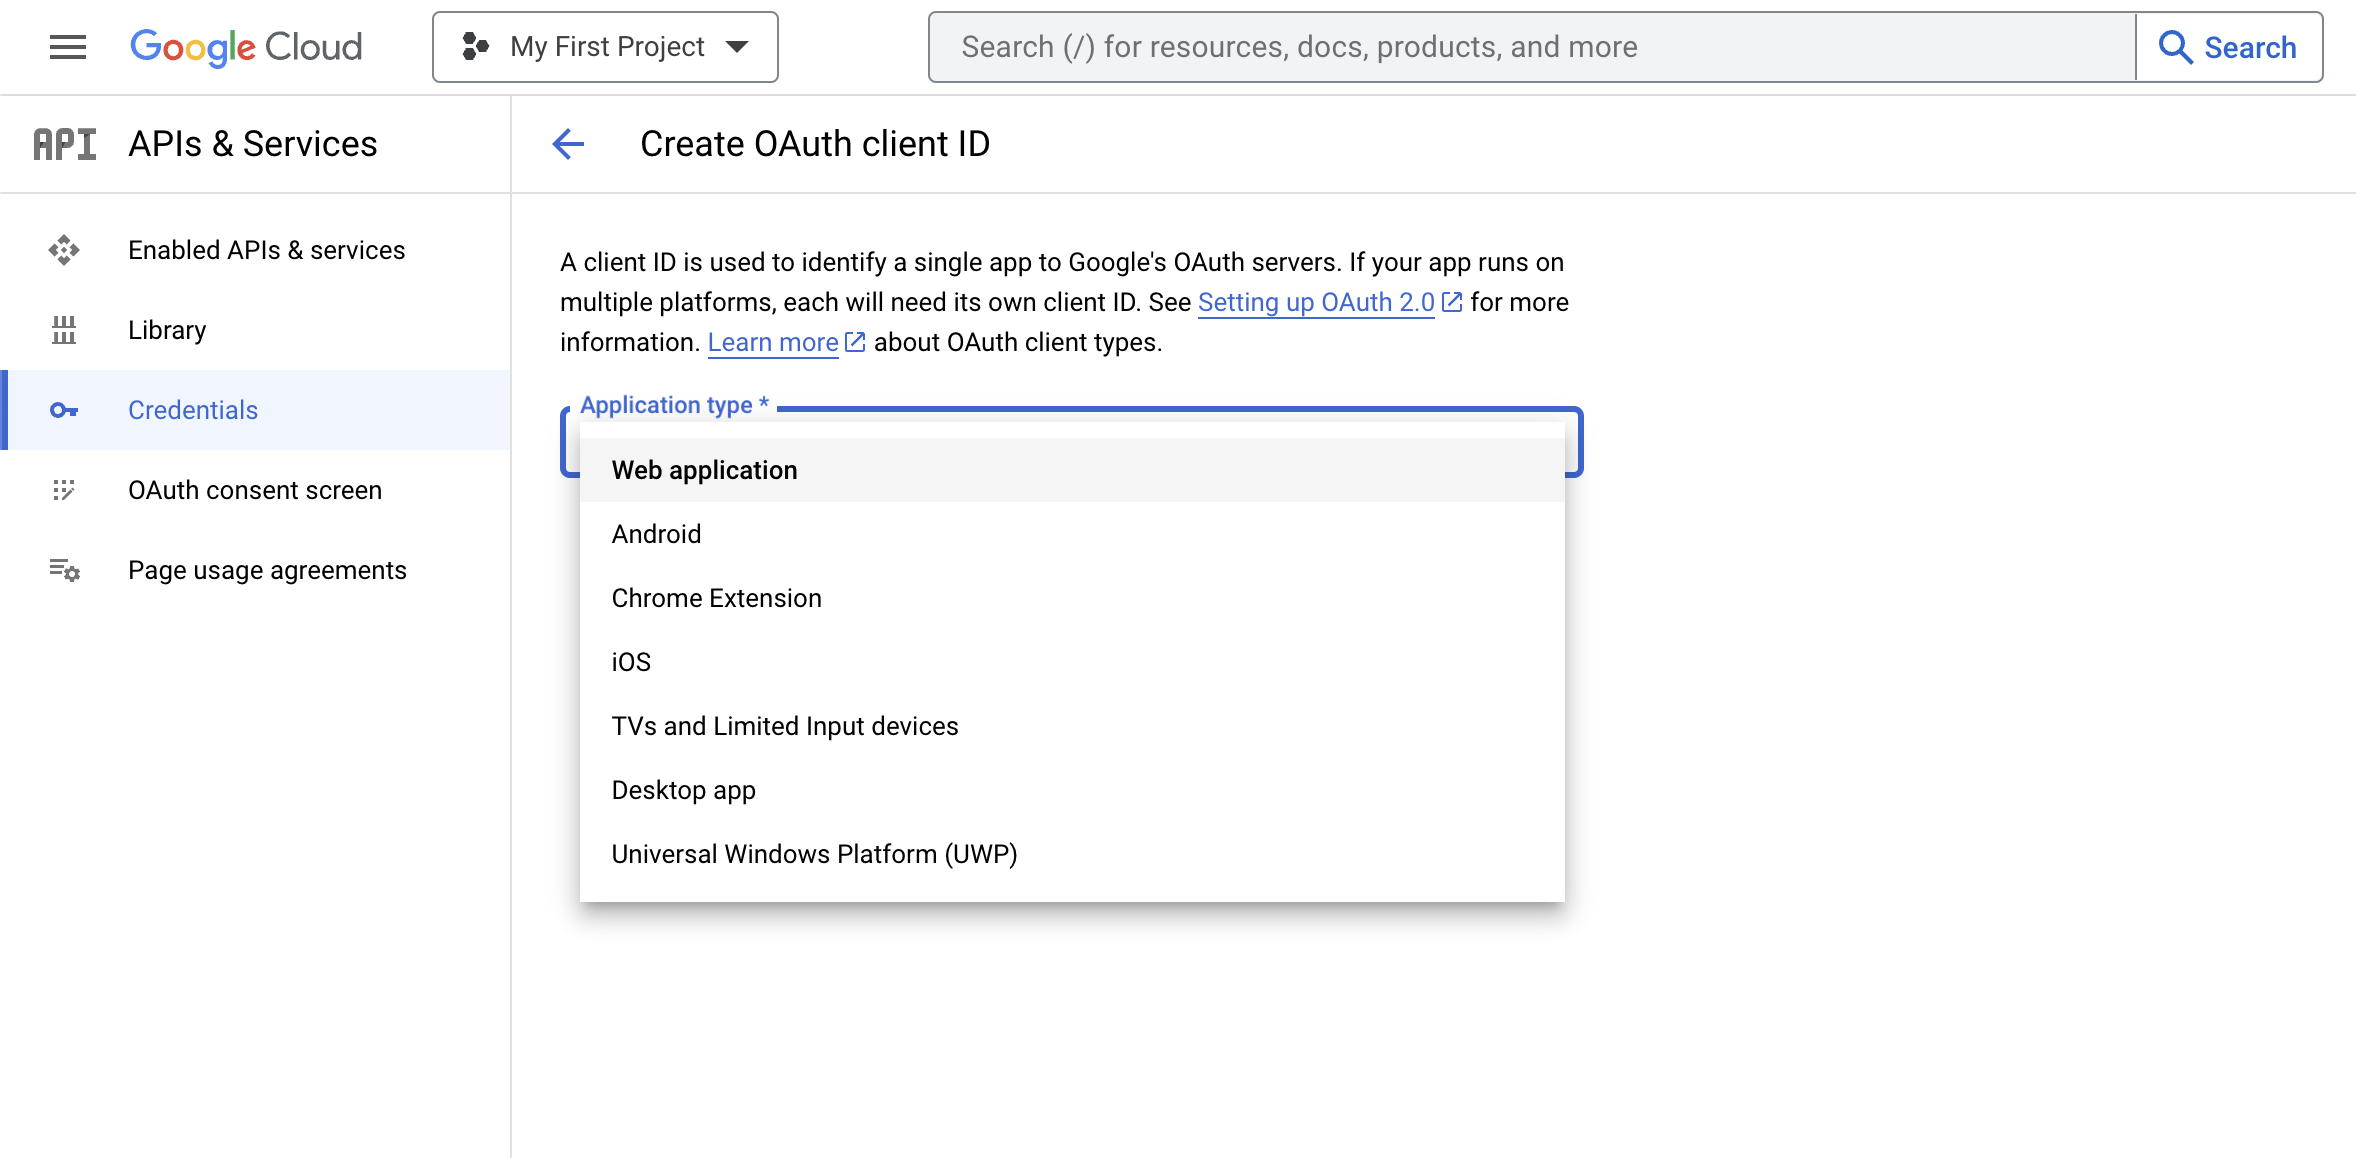 Google Cloud
My First Project
Search (/) for resources, docs, products, and more
Search
API
APIs & Services
Create OAuth client ID
Enabled APIs & services
Library
Credentials
OAuth consent screen
Page usage agreements
A client ID is used to identify a single app to Google's OAuth servers. If your app runs on
multiple platforms, each will need its own client ID. See Setting up OAuth 2.0 for more
information. Learn more about OAuth client types.
Application type *
Web application
Android
Chrome Extension
iOS
TVs and Limited Input devices
Desktop app
Universal Windows Platform (UWP)